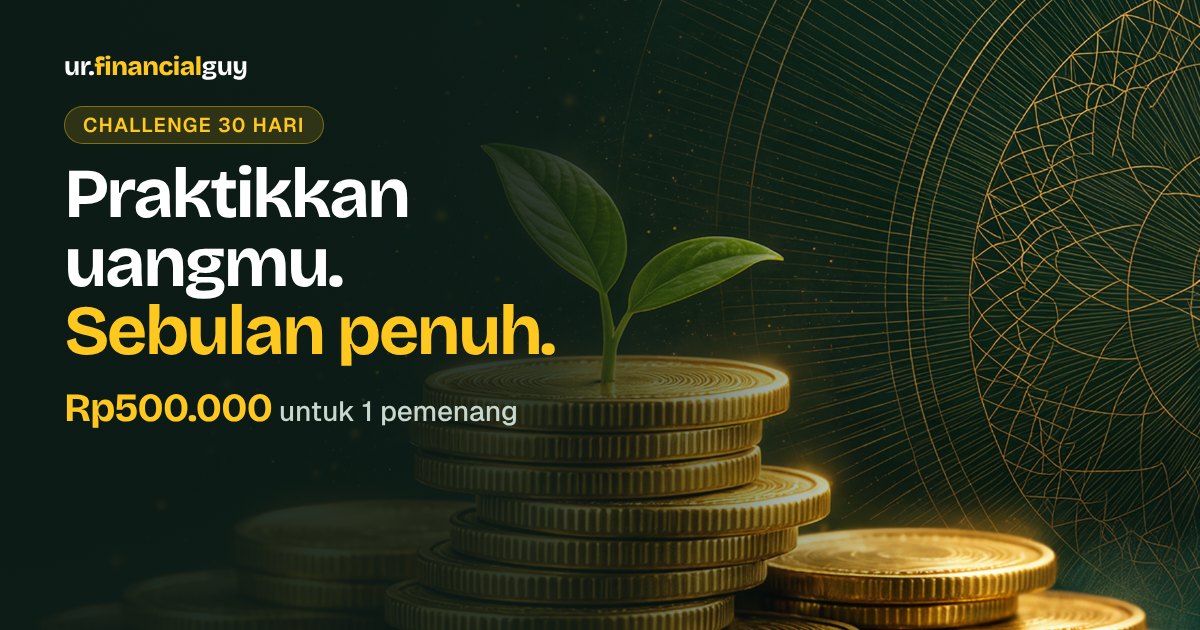 ur.financialguy
CHALLENGE 30 HARI
Praktikkan
uangmu.
Sebulan penuh.
Rp500.000 untuk 1 pemenang